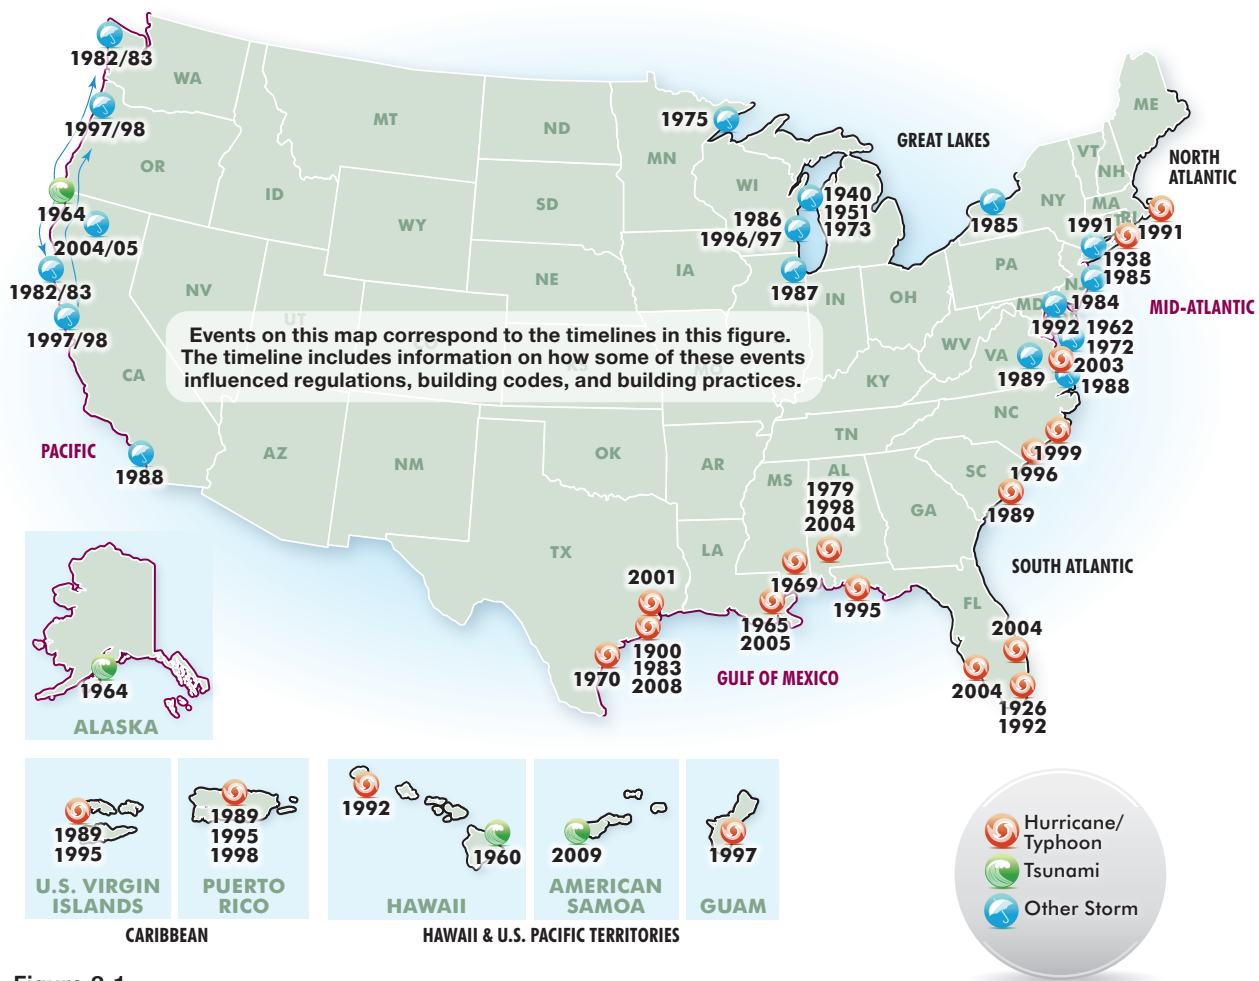 1982/83
WA
1997/98
OR
1964
2004/05
1982/83
1997/98
ID
MT
ND
MN
1975
GREAT LAKES
WI
SD
WY
1940
1951
1973
1986
1996/97
1987
IA
NE
NV
UT
CO
KS
MO
IN
OH
1985
NY
VT
NH
ME
NORTH
ATLANTIC
MA
CT
RI
1991
1991
1938
1985
PA
NJ
MD
1984
MID-ATLANTIC
1992
1962
1972
WV
VA
2003
1989
1988
Events on this map correspond to the timelines in this figure.
The timeline includes information on how some of these events
influenced regulations, building codes, and building practices.
CA
PACIFIC
1988
AZ
NM
OK
AR
TN
KY
NC
1999
1996
SC
1989
GA
MS
AL
1979
1998
2004
LA
TX
1969
1995
SOUTH ATLANTIC
FL
2004
2004
1926
1992
1965
2005
GULF OF MEXICO
2001
1900
1983
2008
1970
1964
ALASKA
1989
1995
U.S. VIRGIN
ISLANDS
1989
1995
1998
PUERTO
RICO
CARIBBEAN
1992
1960
HAWAII
2009
AMERICAN
SAMOA
1997
GUAM
HAWAII & U.S. PACIFIC TERRITORIES
Hurricane/
Typhoon
Tsunami
Other Storm